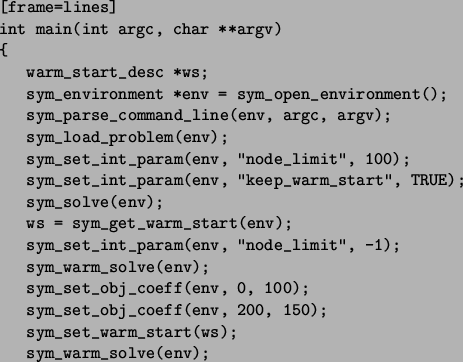 [frame=lines]
int main(int argc, char **argv)
{
   warm_start_desc *ws;
   sym_environment *env = sym_open_environment();
   sym_parse_command_line(env, argc, argv);
   sym_load_problem(env);
   sym_set_int_param(env, "node_limit", 100);
   sym_set_int_param(env, "keep_warm_start", TRUE);
   sym_solve(env);
   ws = sym_get_warm_start(env);
   sym_set_int_param(env, "node_limit", -1);
   sym_warm_solve(env);
   sym_set_obj_coeff(env, 0, 100);
   sym_set_obj_coeff(env, 200, 150);
   sym_set_warm_start(ws);
   sym_warm_solve(env);